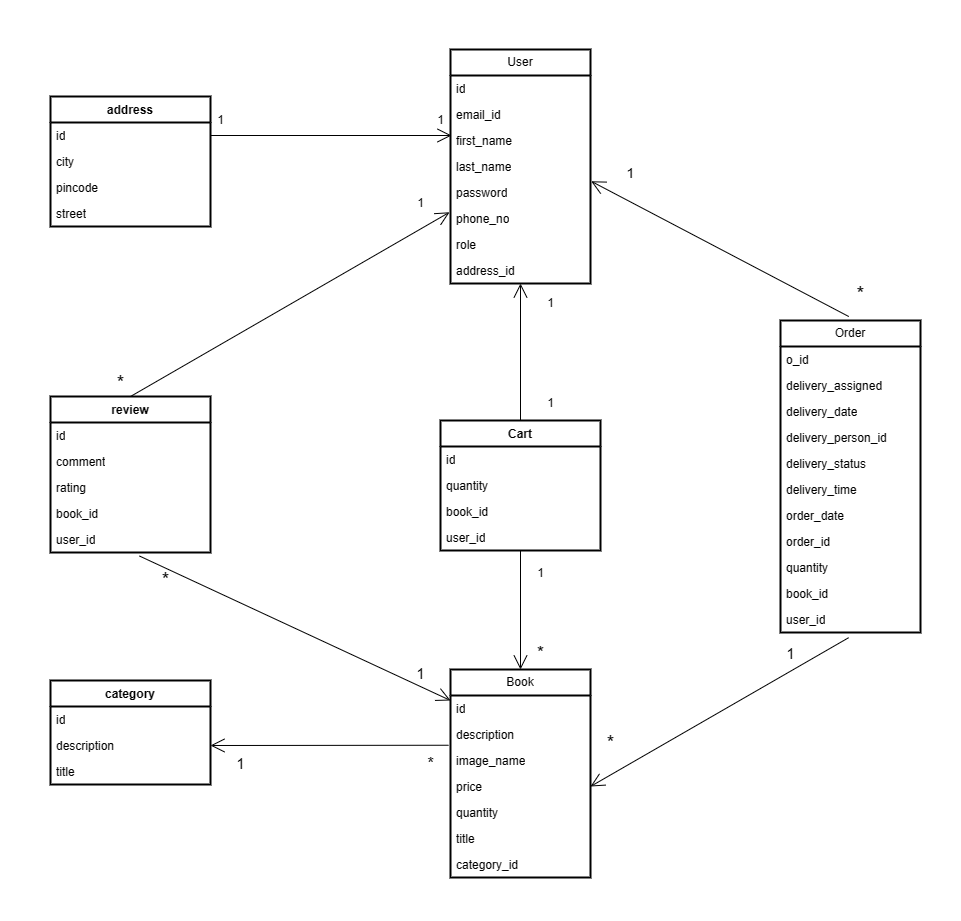 User
id
email_id
first_name
last_name
password
phone_no
role
address_id
address
id
city
pincode
street
1
1
1
*
1
*
1
1
review
id
comment
rating
book_id
user_id
*
1
Cart
id
quantity
book_id
user_id
1
*
Order
o_id
delivery_assigned
delivery_date
delivery_person_id
delivery_status
delivery_time
order_date
order_id
quantity
book_id
user_id
1
*
category
id
description
title
1
*
Book
id
description
image_name
price
quantity
title
category_id